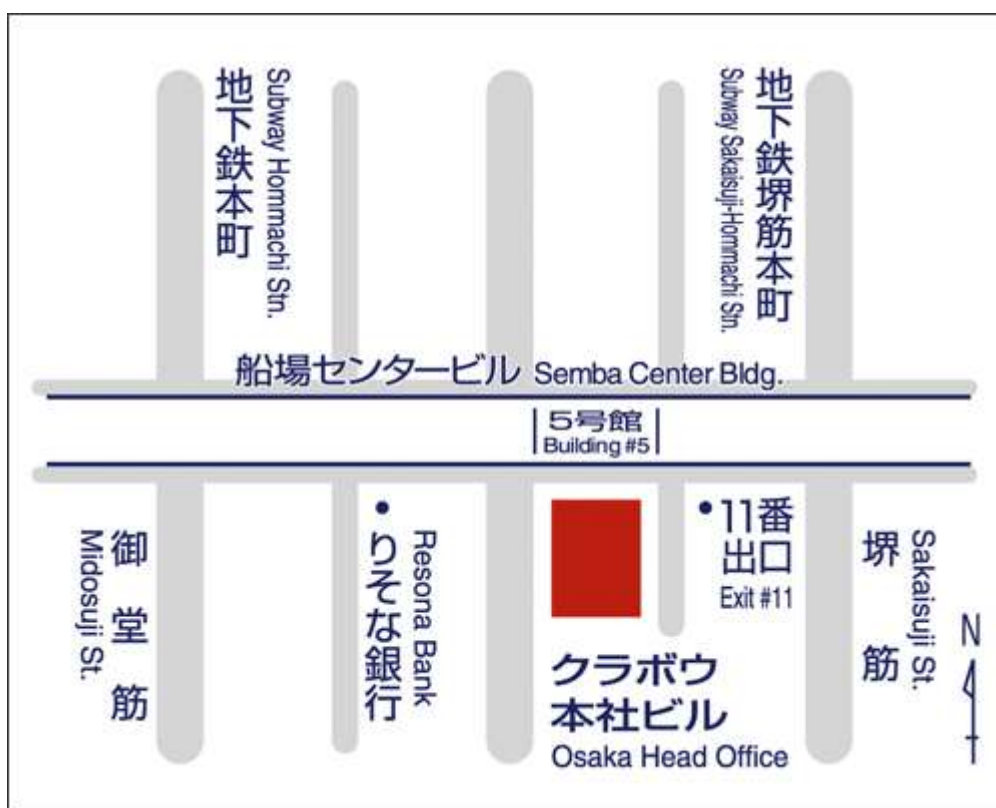 地下鉄本町
Subway Hommachi Stn.
地下鉄堺筋本町
Subway Sakaisuji-Hommachi Stn.
船場センタービル Semba Center Bldg.
5号館
Building #5
御堂筋
Midosuji St.
りそな銀行
Resona Bank
11番
出口
Exit #11
堺筋
Sakaisuji St.
N
クラボウ
本社ビル
Osaka Head Office